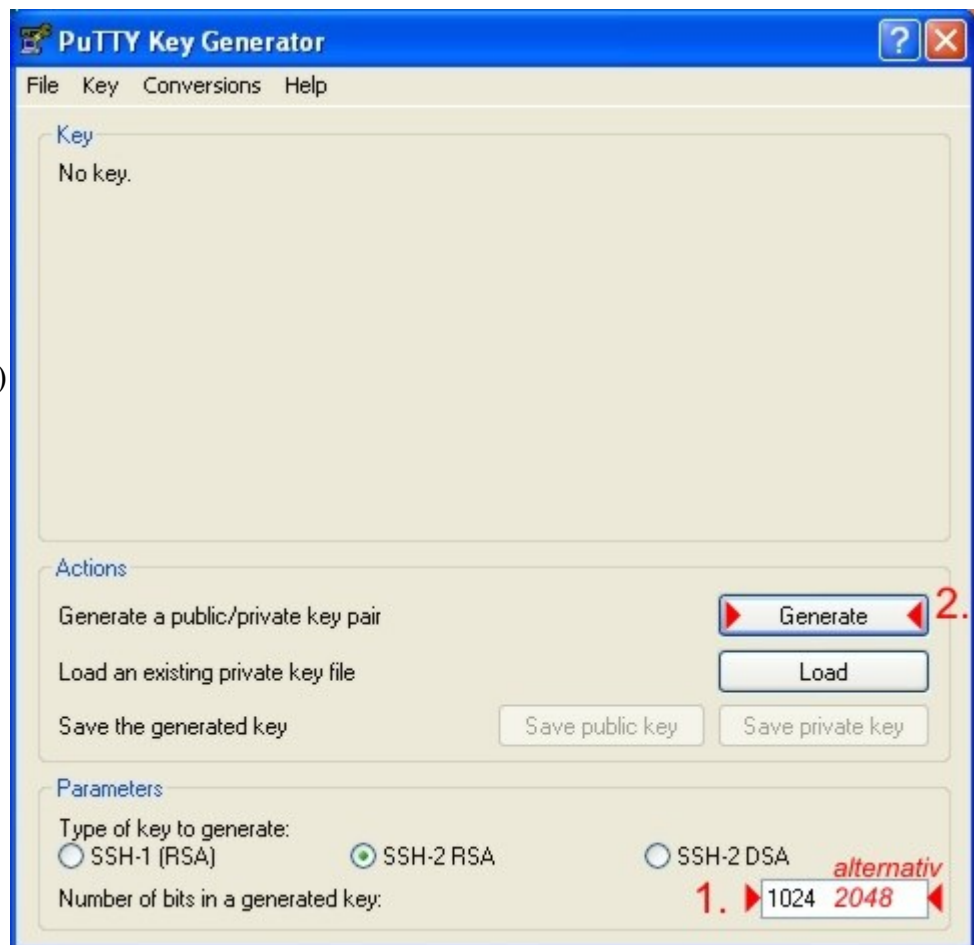 PuTTY Key Generator
File Key Conversions Help
Key
No key.
)
Actions
Generate a public/private key pair
Generate
2.
Load an existing private key file
Load
Save the generated key
Save public key
Save private key
Parameters
Type of key to generate:
SSH-1 (RSA) SSH-2 RSA SSH-2 DSA
alternativ
Number of bits in a generated key:
1.
1024 2048